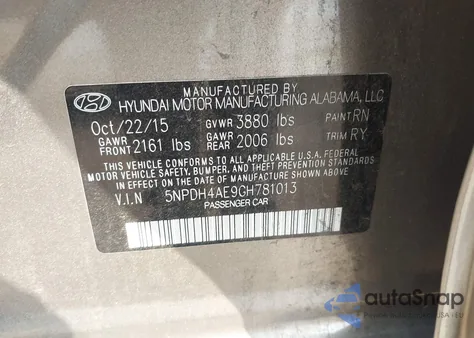 MANUFACTURED BY
HYUNDAI MOTOR MANUFACTURING ALABAMA, LLC
Oct/22/15 GVWR 3880 lbs PAINT RN
GAWR FRONT 2161 lbs GAWR REAR 2006 lbs TRIM RY
THIS VEHICLE CONFORMS TO ALL APPLICABLE U.S.A FEDERAL
MOTOR VEHICLE SAFETY, BUMPER, AND THEFT PREVENTION
STANDARDS IN EFFECT ON THE DATE OF MANUFACTURE SHOWN ABOVE.
V.I.N 5NPDH4AE9GH781013
PASSENGER CAR
autoSnap